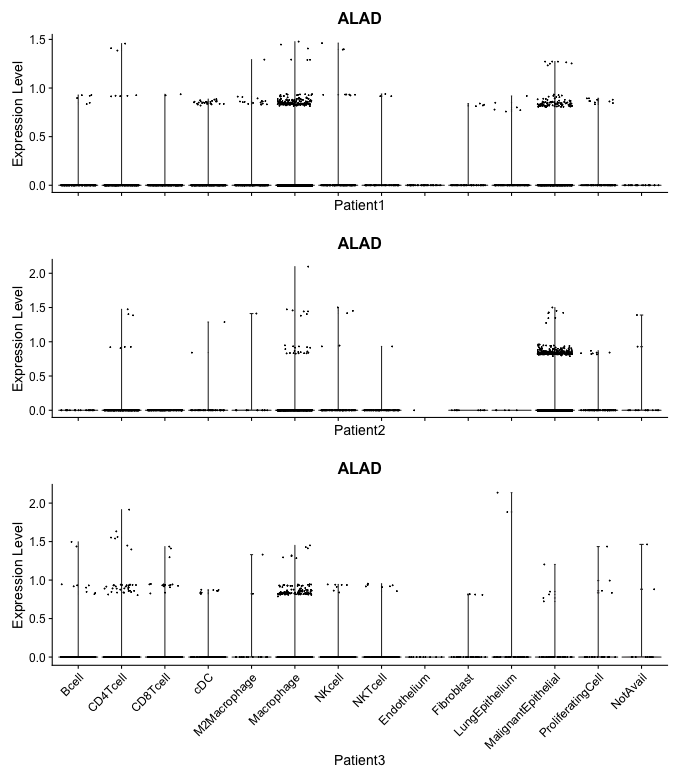 ALAD
Expression Level
1.5
1.0
0.5
0.0
Patient1
ALAD
Expression Level
2.0
1.5
1.0
0.5
0.0
Patient2
ALAD
Expression Level
2.0
1.5
1.0
0.5
0.0
Bcell
CD4Tcell
CD8Tcell
cDC
M2Macrophage
Macrophage
NKcell
NKTcell
Endothelium
Fibroblast
LungEpithelium
MalignantEpithelial
ProliferatingCell
NotAvail
Patient3